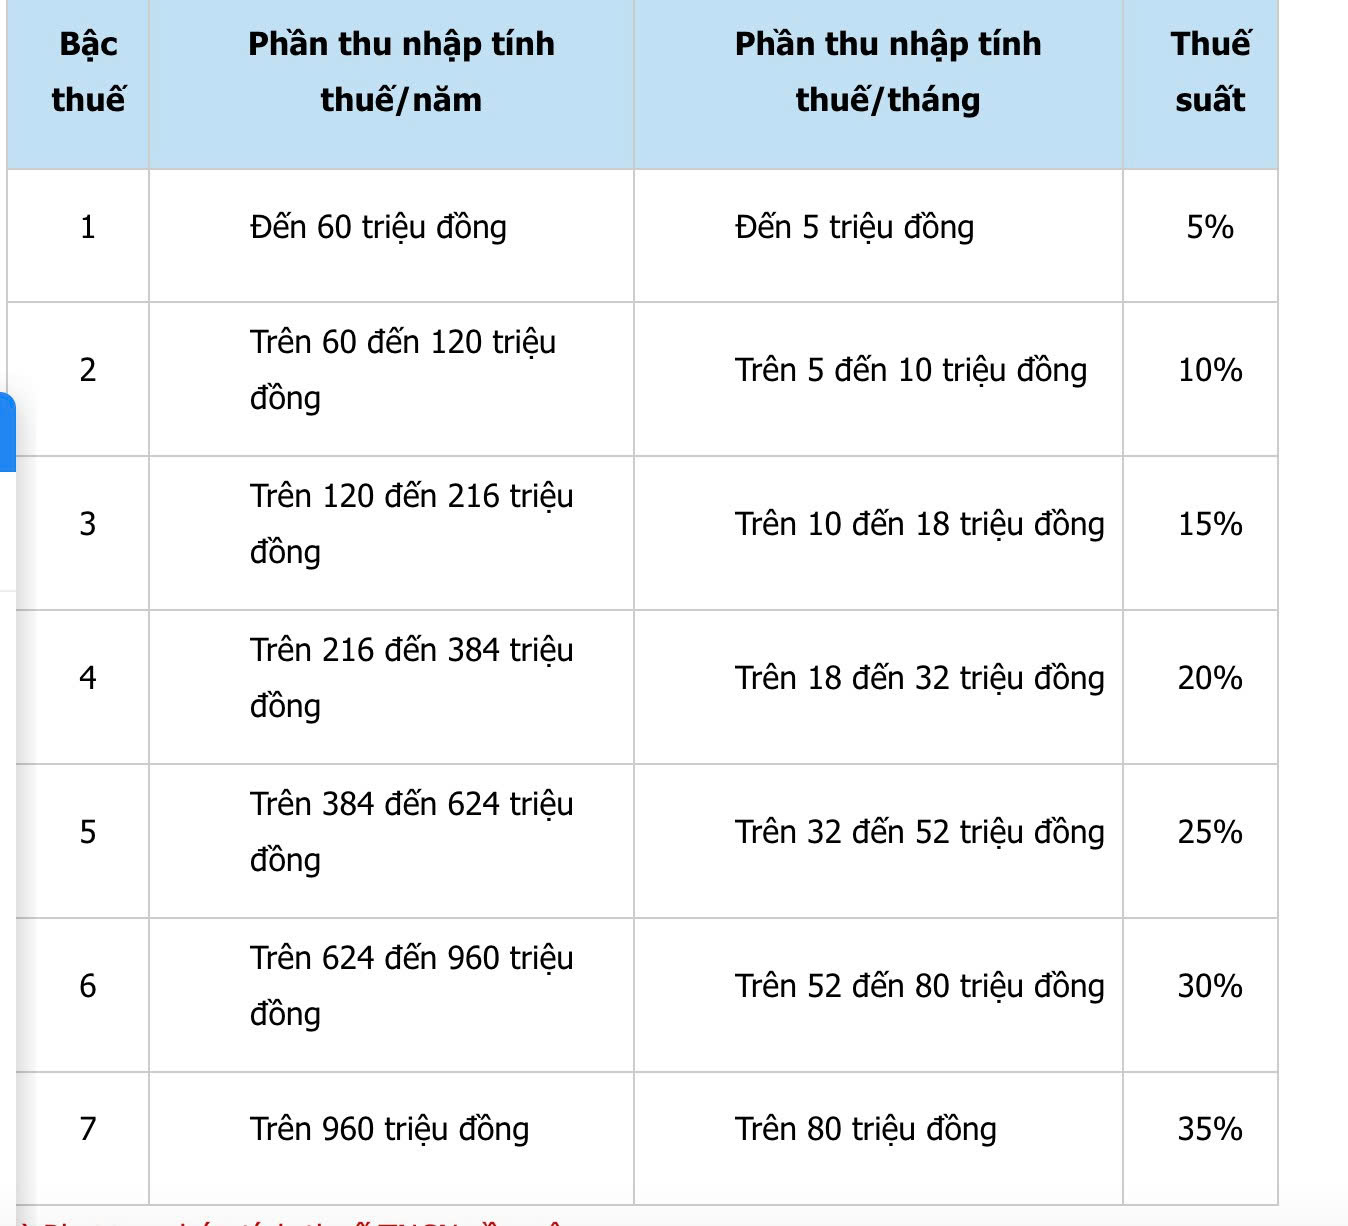 Bậc thuế
Phần thu nhập tính thuế/năm
Phần thu nhập tính thuế/tháng
Thuế suất
1
Đến 60 triệu đồng
Đến 5 triệu đồng
5%
2
Trên 60 đến 120 triệu
đồng
Trên 5 đến 10 triệu đồng
10%
3
Trên 120 đến 216 triệu
đồng
Trên 10 đến 18 triệu đồng
15%
4
Trên 216 đến 384 triệu
đồng
Trên 18 đến 32 triệu đồng
20%
5
Trên 384 đến 624 triệu
đồng
Trên 32 đến 52 triệu đồng
25%
6
Trên 624 đến 960 triệu
đồng
Trên 52 đến 80 triệu đồng
30%
7
Trên 960 triệu đồng
Trên 80 triệu đồng
35%